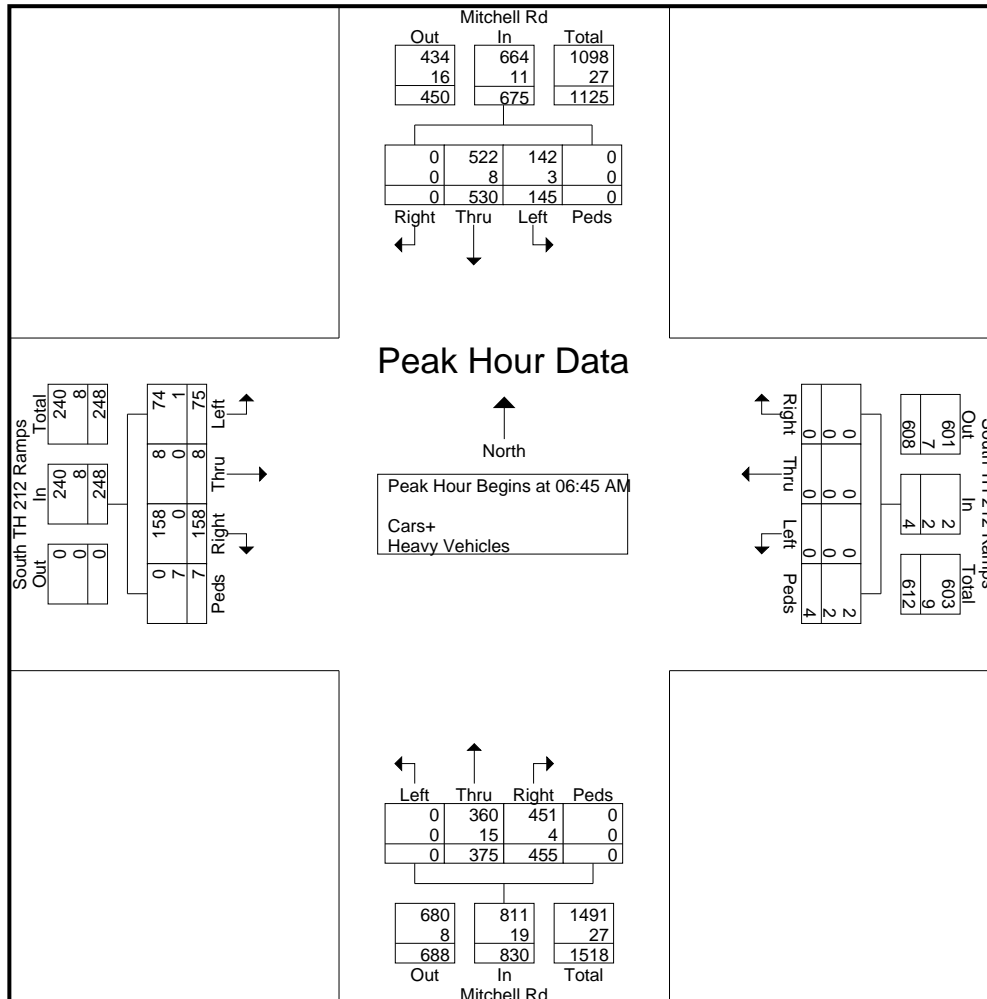 Mitchell Rd
Out In Total
434 664 1098
16 11 27
450 675 1125
0 522 142 0
0 8 3 0
0 530 145 0
Right Thru Left Peds
Peak Hour Data
North
Peak Hour Begins at 06:45 AM
Cars+
Heavy Vehicles
South TH 212 Ramps
Out In Total
0 240 240
0 8 8
0 248 248
Peds Right Thru Left
0 158 8 74
7 0 0 1
7 158 8 75
South TH 212 Ramps
Out In Total
601 2 603
7 2 9
608 4 612
Right Thru Left Peds
0 0 0 2
0 0 0 2
0 0 0 4
Left Thru Right Peds
0 360 451 0
0 15 4 0
0 375 455 0
680 811 1491
8 19 27
688 830 1518
Out In Total
Mitchell Rd